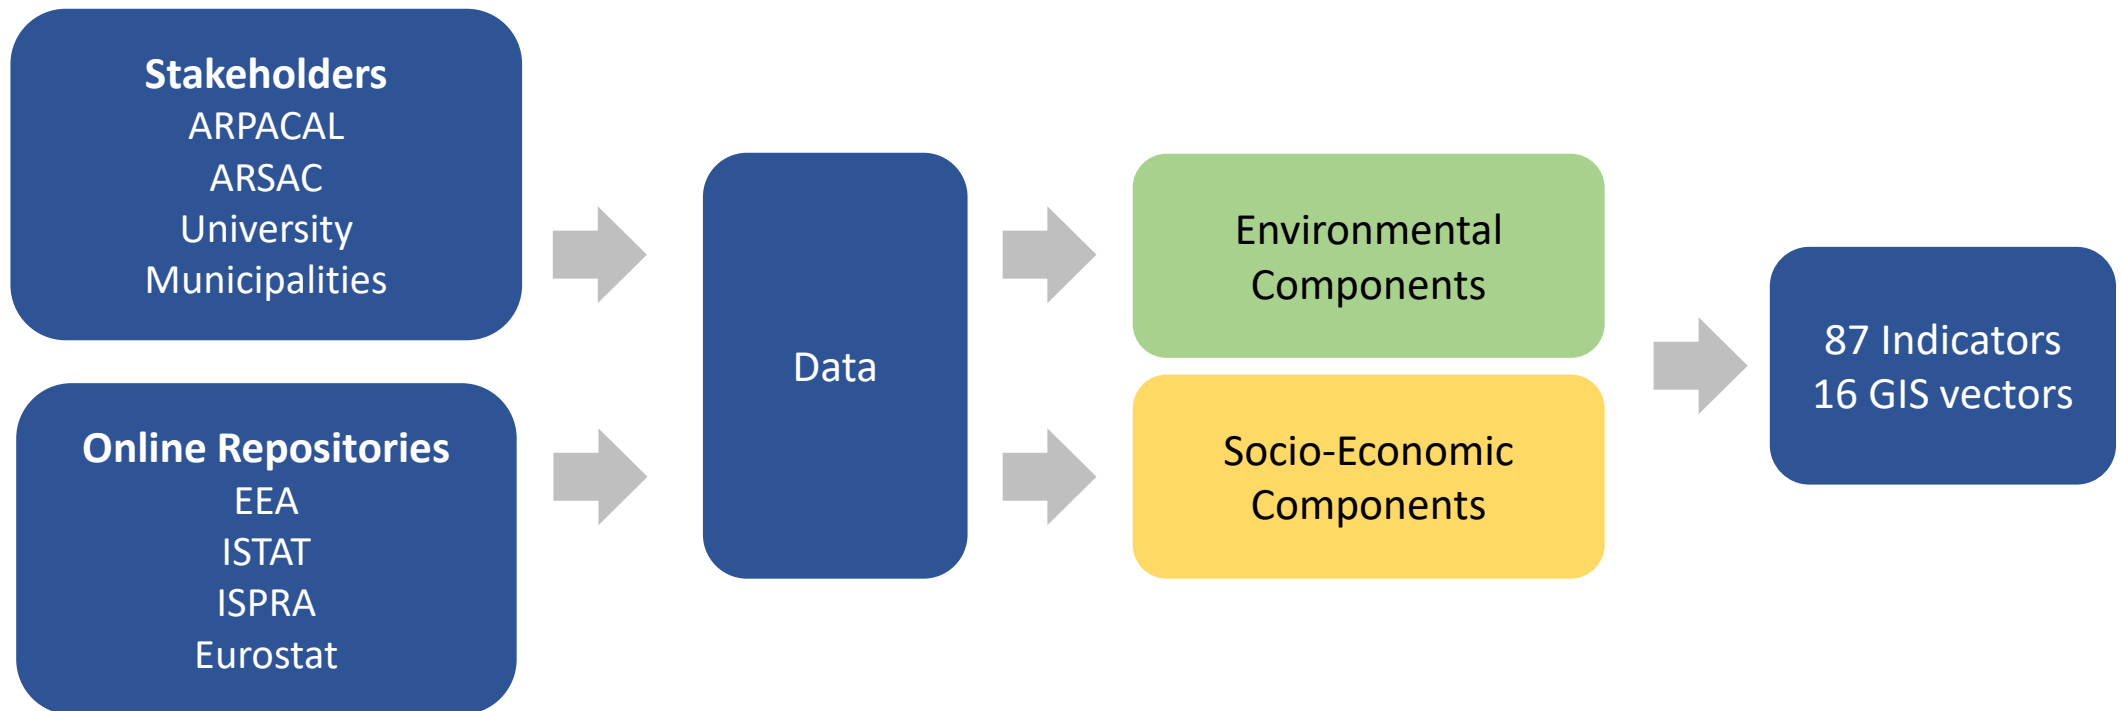 Stakeholders
ARPACAL
ARSAC
University
Municipalities
Online Repositories
EEA
ISTAT
ISPRA
Eurostat
Data
Environmental
Components
Socio-Economic
Components
87 Indicators
16 GIS vectors